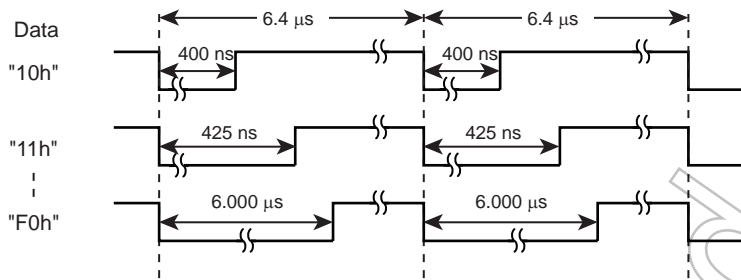 6.4 μs 6.4 μs
Data
400 ns 400 ns
"10h"
425 ns 425 ns
"11h"
6.000 μs 6.000 μs
"F0h"